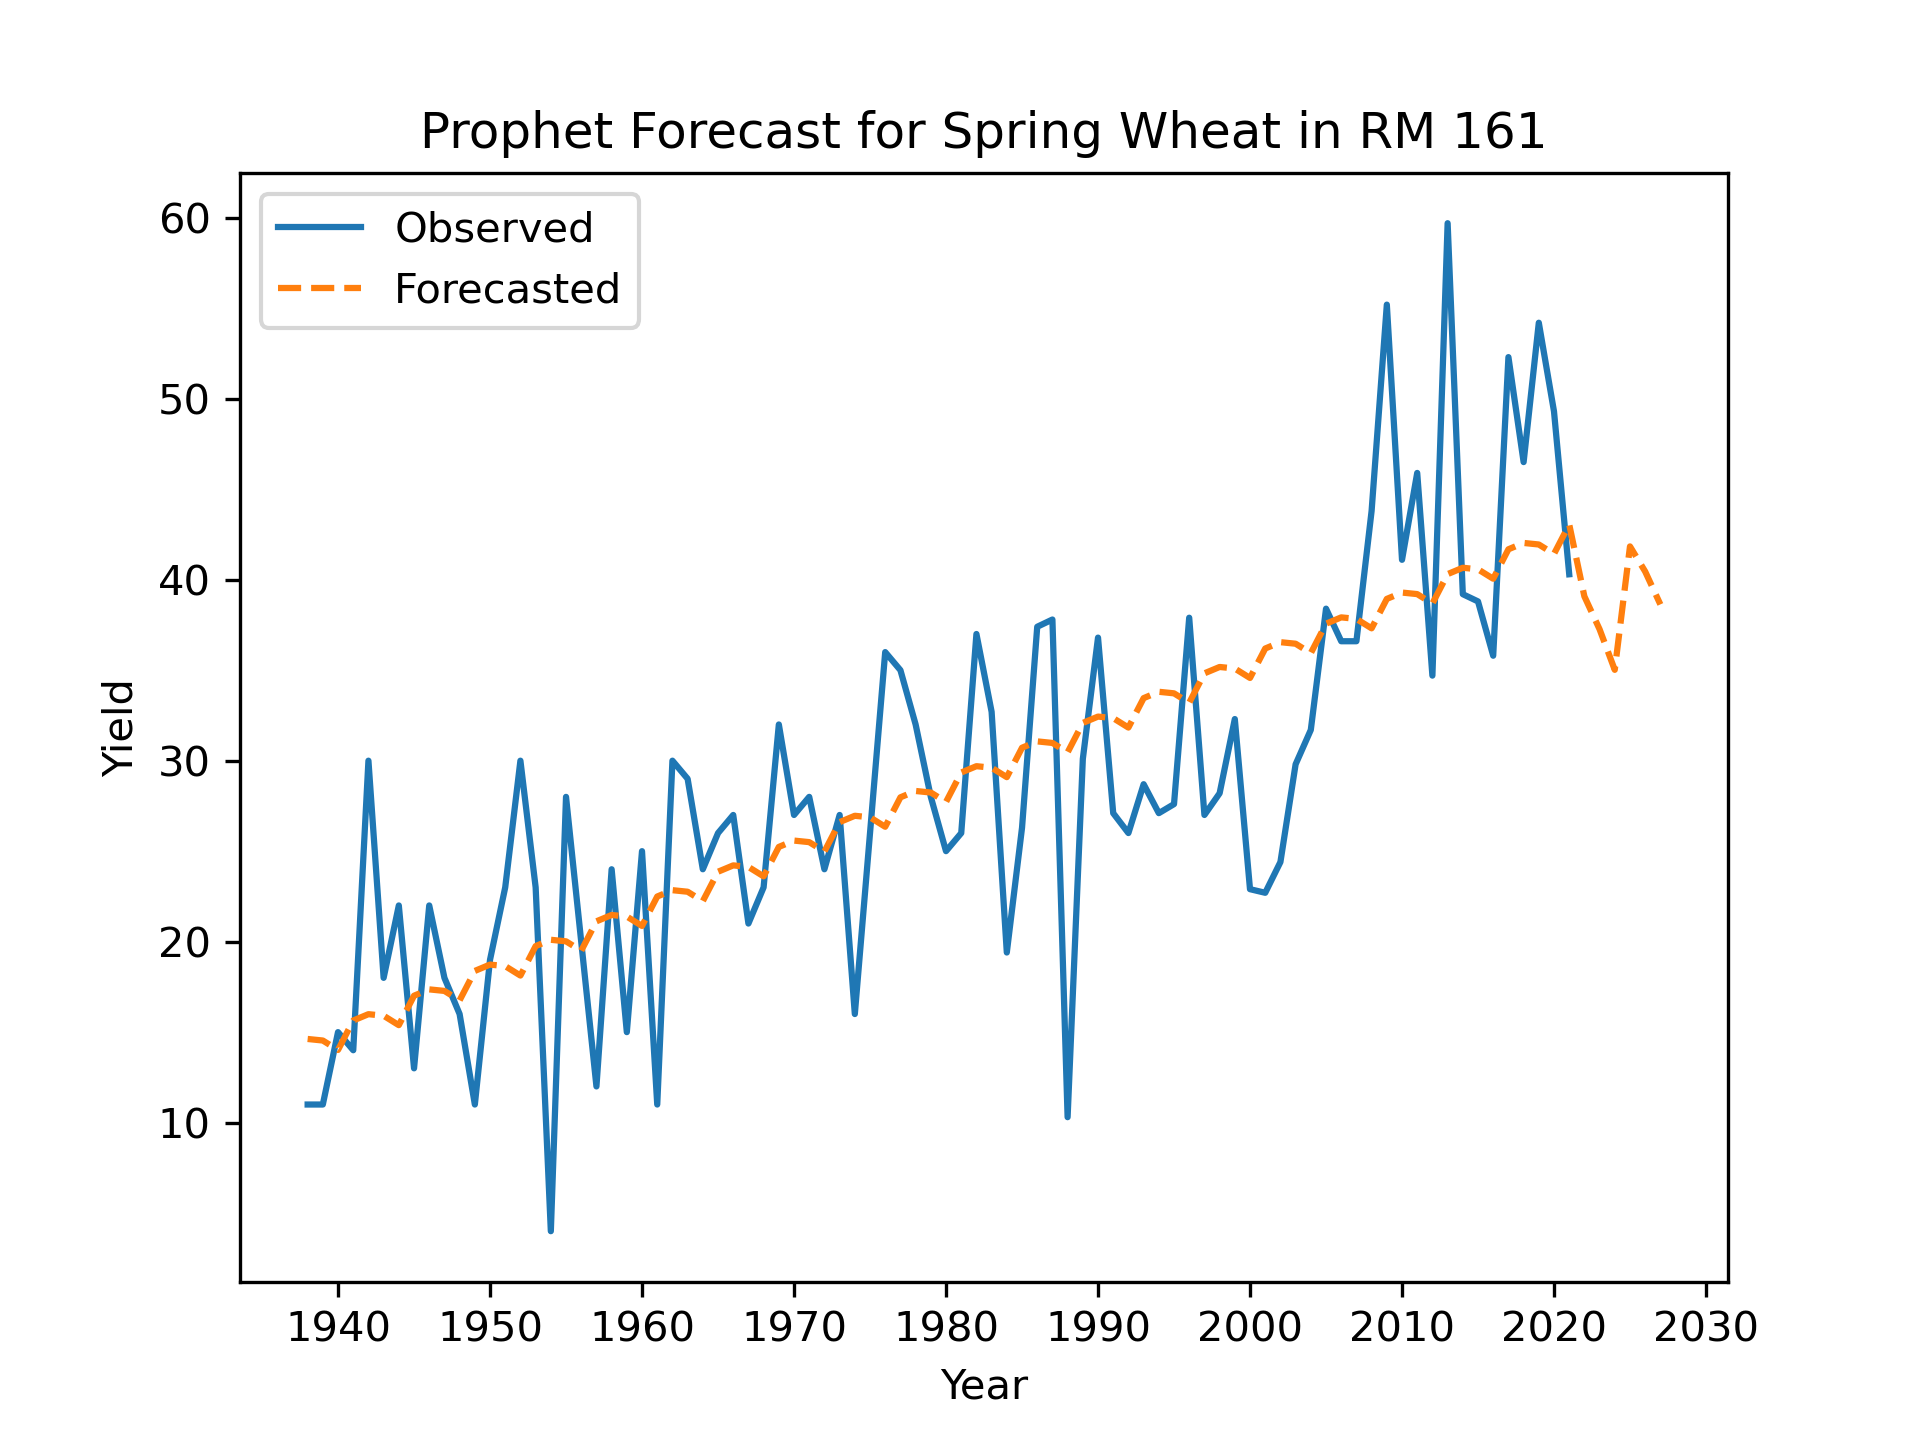 Prophet Forecast for Spring Wheat in RM 161
Observed
Forecasted
60
50
40
30
20
10
Yield
1940 1950 1960 1970 1980 1990 2000 2010 2020 2030
Year